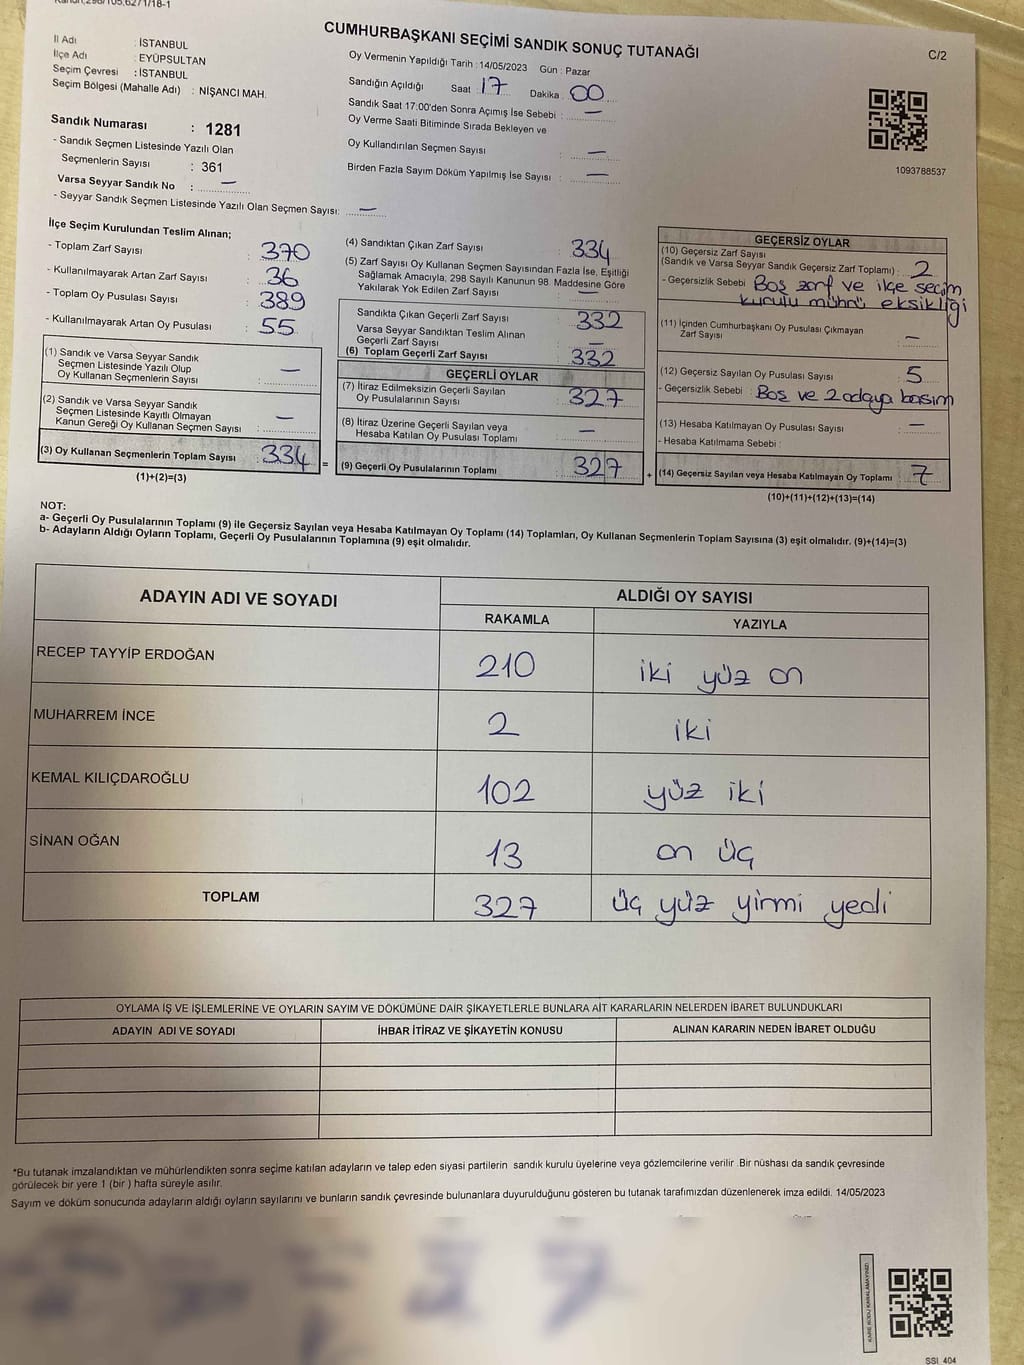 Kanun,298/105,6271/18-1
CUMHURBAŞKANI SEÇİMİ SANDIK SONUÇ TUTANAĞI
C/2
İl Adı : İSTANBUL
İlçe Adı : EYÜPSULTAN
Seçim Çevresi : İSTANBUL
Seçim Bölgesi (Mahalle Adı) : NİŞANCI MAH.
Oy Vermenin Yapıldığı Tarih :14/05/2023 Gün : Pazar
Sandığın Açıldığı Saat : 17 Dakika : 00
Sandık Saat 17:00'den Sonra Açımış İse Sebebi : —
Oy Verme Saati Bitiminde Sırada Bekleyen ve
Oy Kullandırılan Seçmen Sayısı : —
Birden Fazla Sayım Döküm Yapılmış İse Sayısı : —
1093788537
Sandık Numarası : 1281
- Sandık Seçmen Listesinde Yazılı Olan
Seçmenlerin Sayısı : 361
Varsa Seyyar Sandık No : —
- Seyyar Sandık Seçmen Listesinde Yazılı Olan Seçmen Sayısı: —
İlçe Seçim Kurulundan Teslim Alınan;
- Toplam Zarf Sayısı : 370
- Kullanılmayarak Artan Zarf Sayısı : 36
- Toplam Oy Pusulası Sayısı : 389
- Kullanılmayarak Artan Oy Pusulası : 55
(1) Sandık ve Varsa Seyyar Sandık
Seçmen Listesinde Yazılı Olup
Oy Kullanan Seçmenlerin Sayısı : —
(2) Sandık ve Varsa Seyyar Sandık
Seçmen Listesinde Kayıtlı Olmayan
Kanun Gereği Oy Kullanan Seçmen Sayısı : —
(3) Oy Kullanan Seçmenlerin Toplam Sayısı : 334
(1)+(2)=(3)
=
(4) Sandıktan Çıkan Zarf Sayısı : 334
(5) Zarf Sayısı Oy Kullanan Seçmen Sayısından Fazla İse, Eşitliği
Sağlamak Amacıyla, 298 Sayılı Kanunun 98. Maddesine Göre
Yakılarak Yok Edilen Zarf Sayısı : —
Sandıkta Çıkan Geçerli Zarf Sayısı : 332
Varsa Seyyar Sandıktan Teslim Alınan
Geçerli Zarf Sayısı : —
(6) Toplam Geçerli Zarf Sayısı : 332
GEÇERLİ OYLAR
(7) İtiraz Edilmeksizin Geçerli Sayılan
Oy Pusulalarının Sayısı : 327
(8) İtiraz Üzerine Geçerli Sayılan veya
Hesaba Katılan Oy Pusulası Toplamı : —
(9) Geçerli Oy Pusulalarının Toplamı : 327
+
GEÇERSİZ OYLAR
(10) Geçersiz Zarf Sayısı
(Sandık ve Varsa Seyyar Sandık Geçersiz Zarf Toplamı) : 2
- Geçersizlik Sebebi : Boş zarf ve ilçe seçim
kurulu mührü eksikliği
(11) İçinden Cumhurbaşkanı Oy Pusulası Çıkmayan
Zarf Sayısı : —
(12) Geçersiz Sayılan Oy Pusulası Sayısı : 5
- Geçersizlik Sebebi : Boş ve 2 adaya basım
(13) Hesaba Katılmayan Oy Pusulası Sayısı : —
- Hesaba Katılmama Sebebi :
(14) Geçersiz Sayılan veya Hesaba Katılmayan Oy Toplamı : 7
(10)+(11)+(12)+(13)=(14)
NOT:
a- Geçerli Oy Pusulalarının Toplamı (9) ile Geçersiz Sayılan veya Hesaba Katılmayan Oy Toplamı (14) Toplamları, Oy Kullanan Seçmenlerin Toplam Sayısına (3) eşit olmalıdır. (9)+(14)=(3)
b- Adayların Aldığı Oyların Toplamı, Geçerli Oy Pusulalarının Toplamına (9) eşit olmalıdır.
ADAYIN ADI VE SOYADI ALDIĞI OY SAYISI
RAKAMLA YAZIYLA
RECEP TAYYİP ERDOĞAN 210 iki yüz on
MUHARREM İNCE 2 iki
KEMAL KILIÇDAROĞLU 102 yüz iki
SİNAN OĞAN 13 on üç
TOPLAM 327 üç yüz yirmi yedi
OYLAMA İŞ VE İŞLEMLERİNE VE OYLARIN SAYIM VE DÖKÜMÜNE DAİR ŞİKAYETLERLE BUNLARA AİT KARARLARIN NELERDEN İBARET BULUNDUKLARI
ADAYIN ADI VE SOYADI İHBAR İTİRAZ VE ŞİKAYETİN KONUSU ALINAN KARARIN NEDEN İBARET OLDUĞU
*Bu tutanak imzalandıktan ve mühürlendikten sonra seçime katılan adayların ve talep eden siyasi partilerin sandık kurulu üyelerine veya gözlemcilerine verilir .Bir nüshası da sandık çevresinde
görülecek bir yere 1 (bir ) hafta süreyle asılır.
Sayım ve döküm sonucunda adayların aldığı oyların sayılarını ve bunların sandık çevresinde bulunanlara duyurulduğunu gösteren bu tutanak tarafımızdan düzenlenerek imza edildi. 14/05/2023
KARE KODU KARALAMAYINIZ!
SSI 404